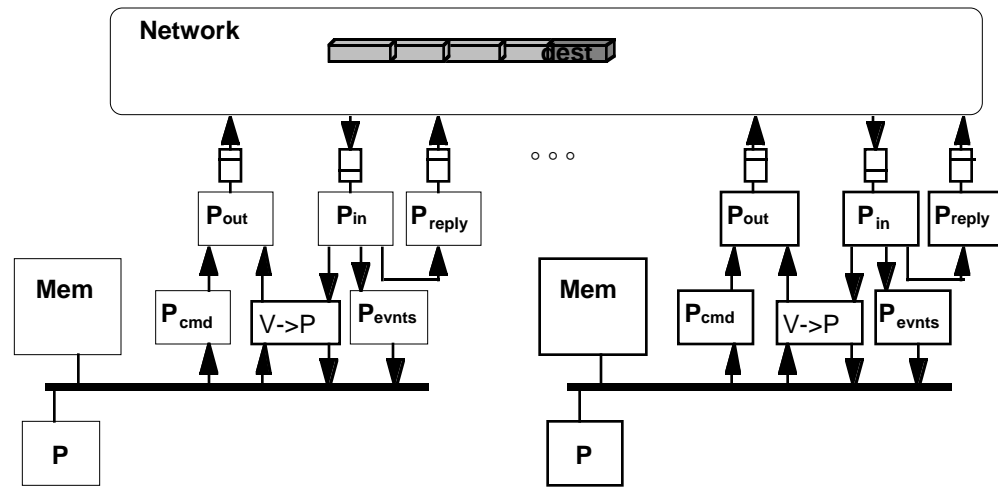 Network
dest
° ° °
Pout Pin Preply Pout Pin Preply
Mem Pcmd V->P Pevnts Mem Pcmd V->P Pevnts
P P